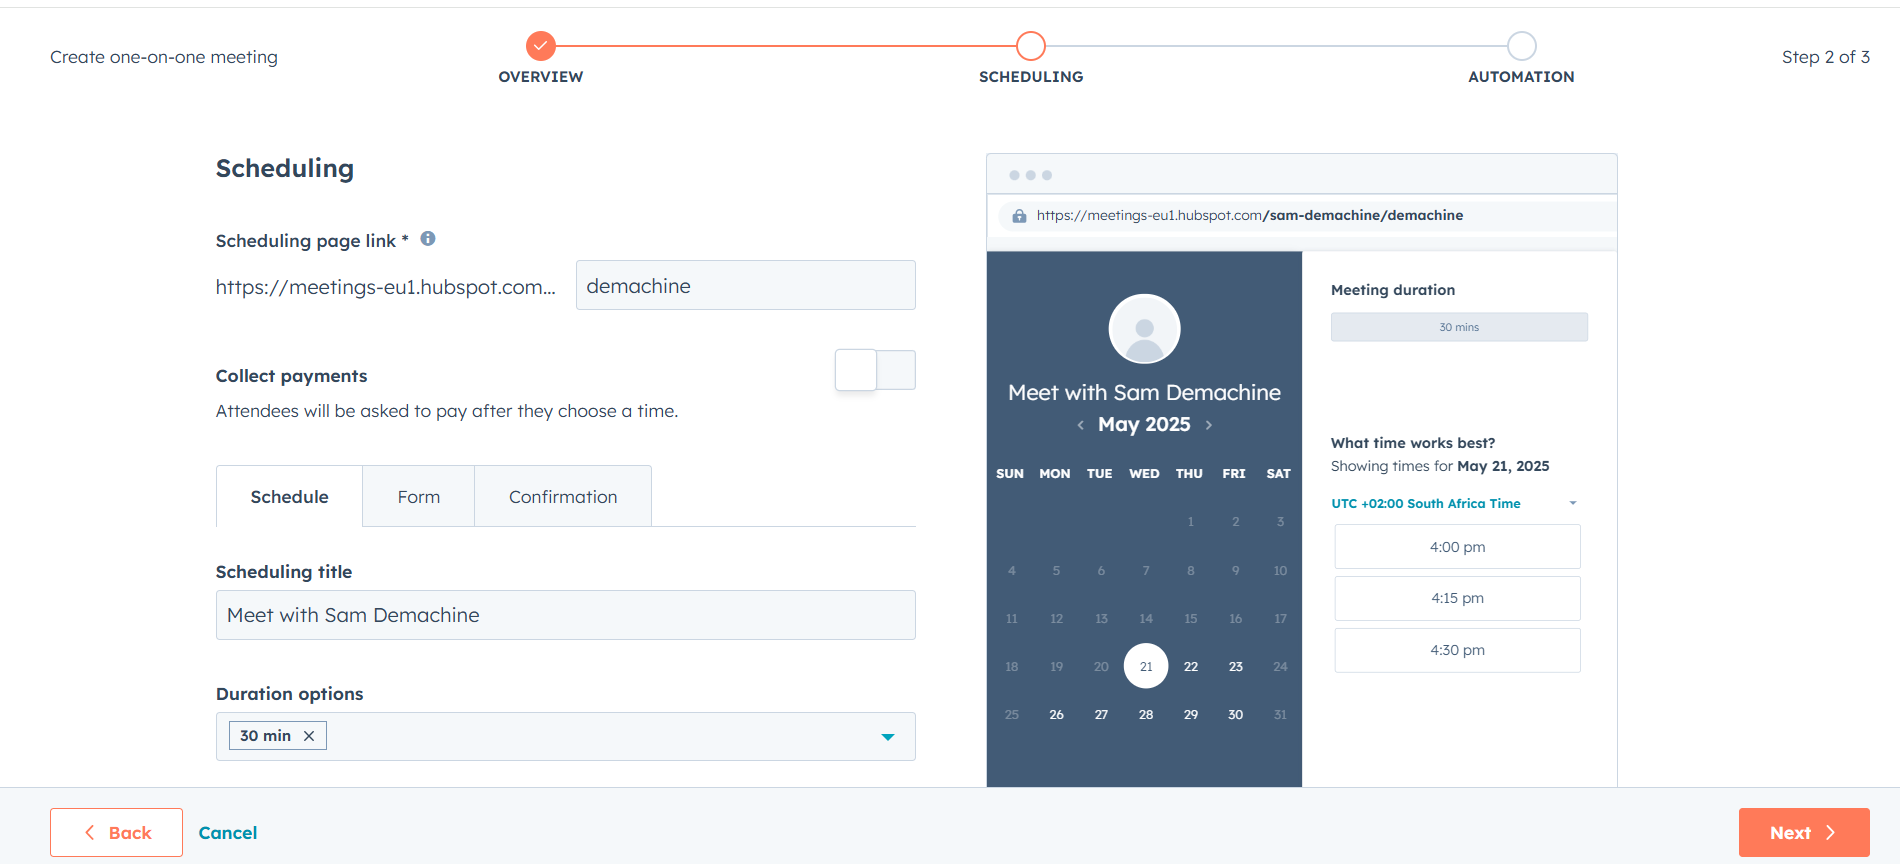 Create one-on-one meeting
OVERVIEW
SCHEDULING
AUTOMATION
Step 2 of 3
Scheduling
Scheduling page link *
https://meetings-eu1.hubspot.com...
demachine
Collect payments
Attendees will be asked to pay after they choose a time.
Schedule
Form
Confirmation
Scheduling title
Meet with Sam Demachine
Duration options
30 min
https://meetings-eu1.hubspot.com/sam-demachine/demachine
Meet with Sam Demachine
May 2025
SUN MON TUE WED THU FRI SAT
1 2 3
4 5 6 7 8 9 10
11 12 13 14 15 16 17
18 19 20 21 22 23 24
25 26 27 28 29 30 31
Meeting duration
30 mins
What time works best?
Showing times for May 21, 2025
UTC +02:00 South Africa Time
4:00 pm
4:15 pm
4:30 pm
Back
Cancel
Next